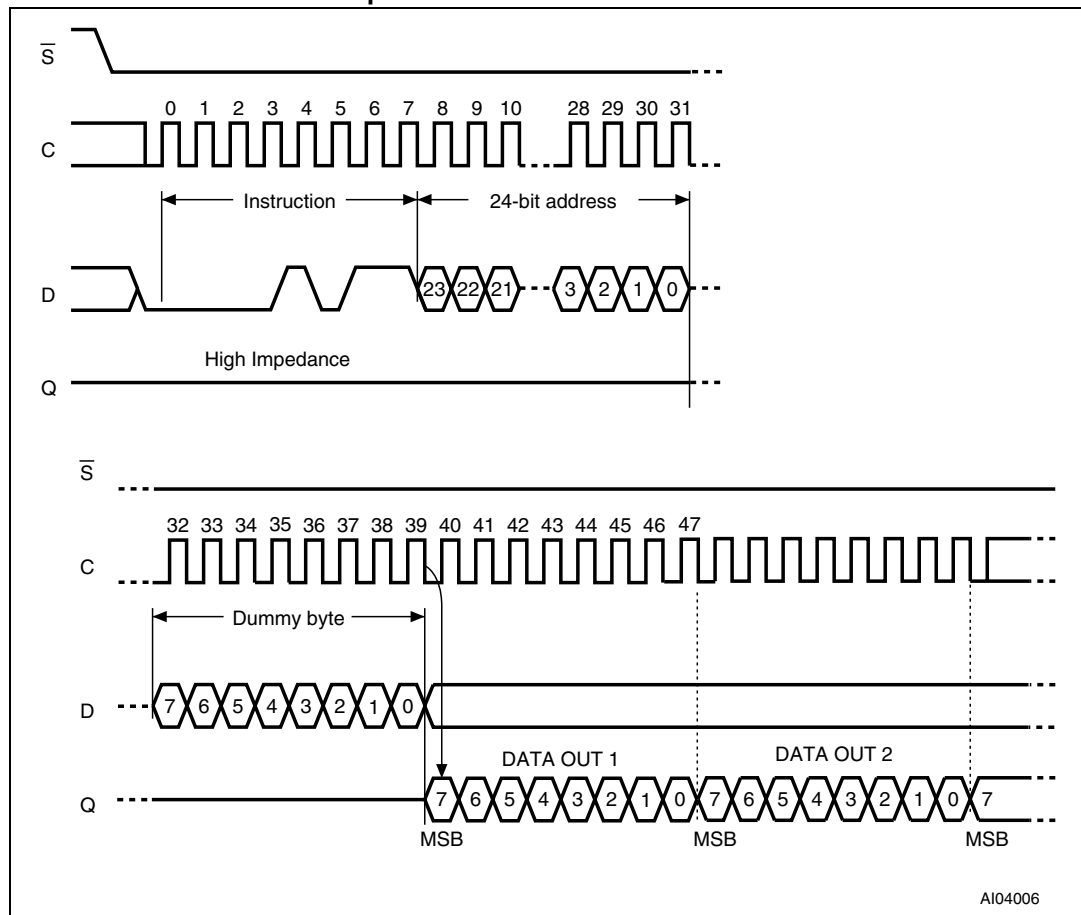 S
0 1 2 3 4 5 6 7 8 9 10 28 29 30 31
C
Instruction 24-bit address
D 23 22 21 3 2 1 0
High Impedance
Q
S
32 33 34 35 36 37 38 39 40 41 42 43 44 45 46 47
C
Dummy byte
D 7 6 5 4 3 2 1 0
DATA OUT 1 DATA OUT 2
Q 7 6 5 4 3 2 1 0 7 6 5 4 3 2 1 0 7
MSB MSB MSB
AI04006